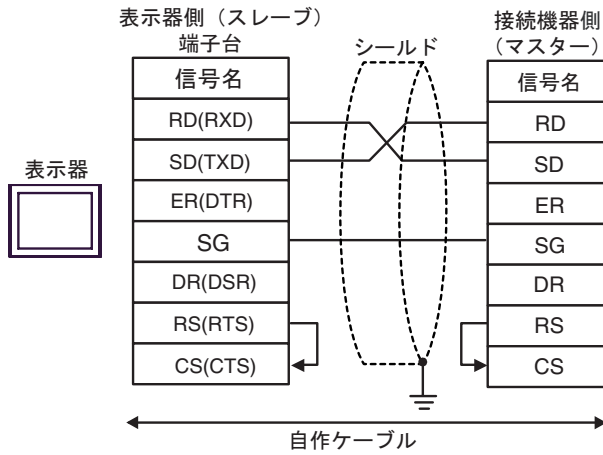 表示器側（スレーブ）
端子台
接続機器側
（マスター）
シールド
表示器
信号名
RD(RXD)
SD(TXD)
ER(DTR)
SG
DR(DSR)
RS(RTS)
CS(CTS)
信号名
RD
SD
ER
SG
DR
RS
CS
自作ケーブル